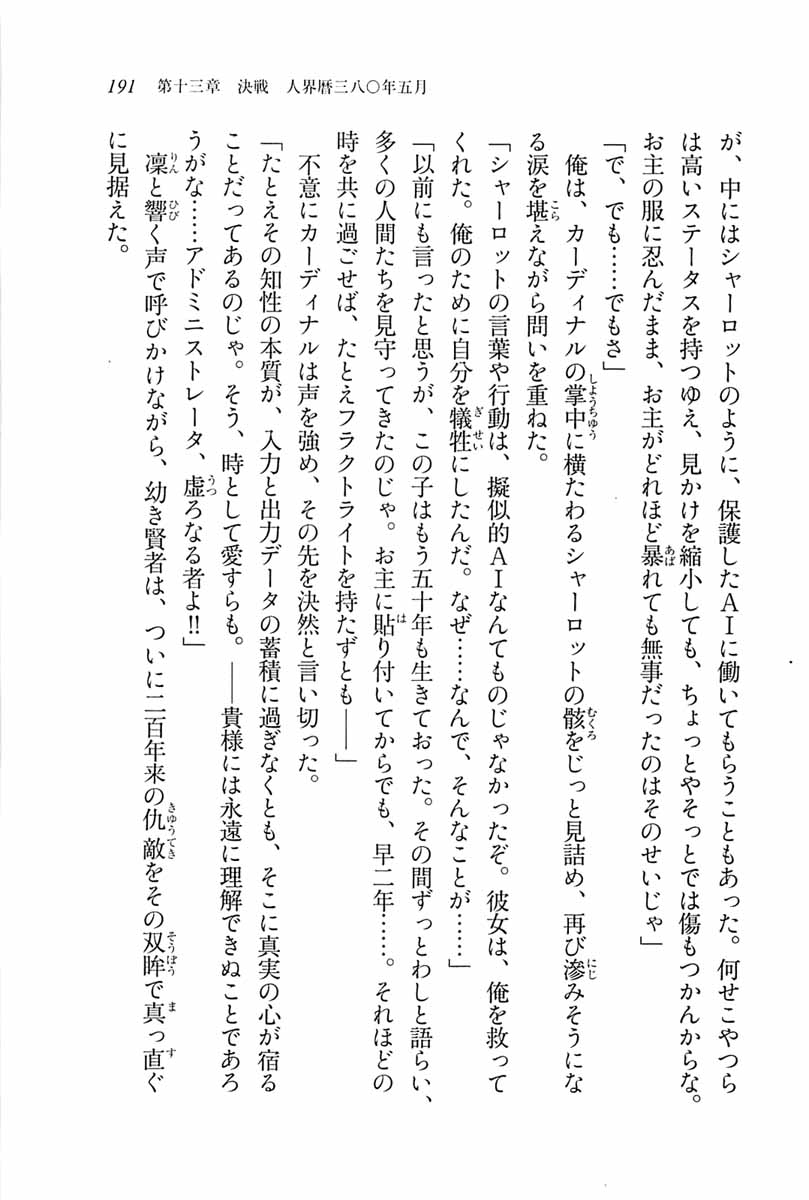 191　第十三章　決戦　人界暦三八〇年五月
が、中にはシャーロットのように、保護したＡＩに働いてもらうこともあった。何せこやつら
は高いステータスを持つゆえ、見かけを縮小しても、ちょっとやそっとでは傷もつかんからな。
お主の服に忍んだまま、お主がどれほど暴れても無事だったのはそのせいじゃ」
「で、でも……でもさ」
　俺は、カーディナルの掌中に横たわるシャーロットの骸をじっと見詰め、再び滲みそうにな
る涙を堪えながら問いを重ねた。
「シャーロットの言葉や行動は、擬似的ＡＩなんてものじゃなかったぞ。彼女は、俺を救って
くれた。俺のために自分を犠牲にしたんだ。なぜ……なんで、そんなことが……」
「以前にも言ったと思うが、この子はもう五十年も生きておった。その間ずっとわしと語らい、
多くの人間たちを見守ってきたのじゃ。お主に貼り付いてからでも、早二年……。それほどの
時を共に過ごせば、たとえフラクトライトを持たずとも――」
　不意にカーディナルは声を強め、その先を決然と言い切った。
「たとえその知性の本質が、入力と出力データの蓄積に過ぎなくとも、そこに真実の心が宿る
ことだってあるのじゃ。そう、時として愛すらも。――貴様には永遠に理解できぬことであろ
うがな……アドミニストレータ、虚ろなる者よ!!」
　凛と響く声で呼びかけながら、幼き賢者は、ついに二百年来の仇敵をその双眸で真っ直ぐ
に見据えた。